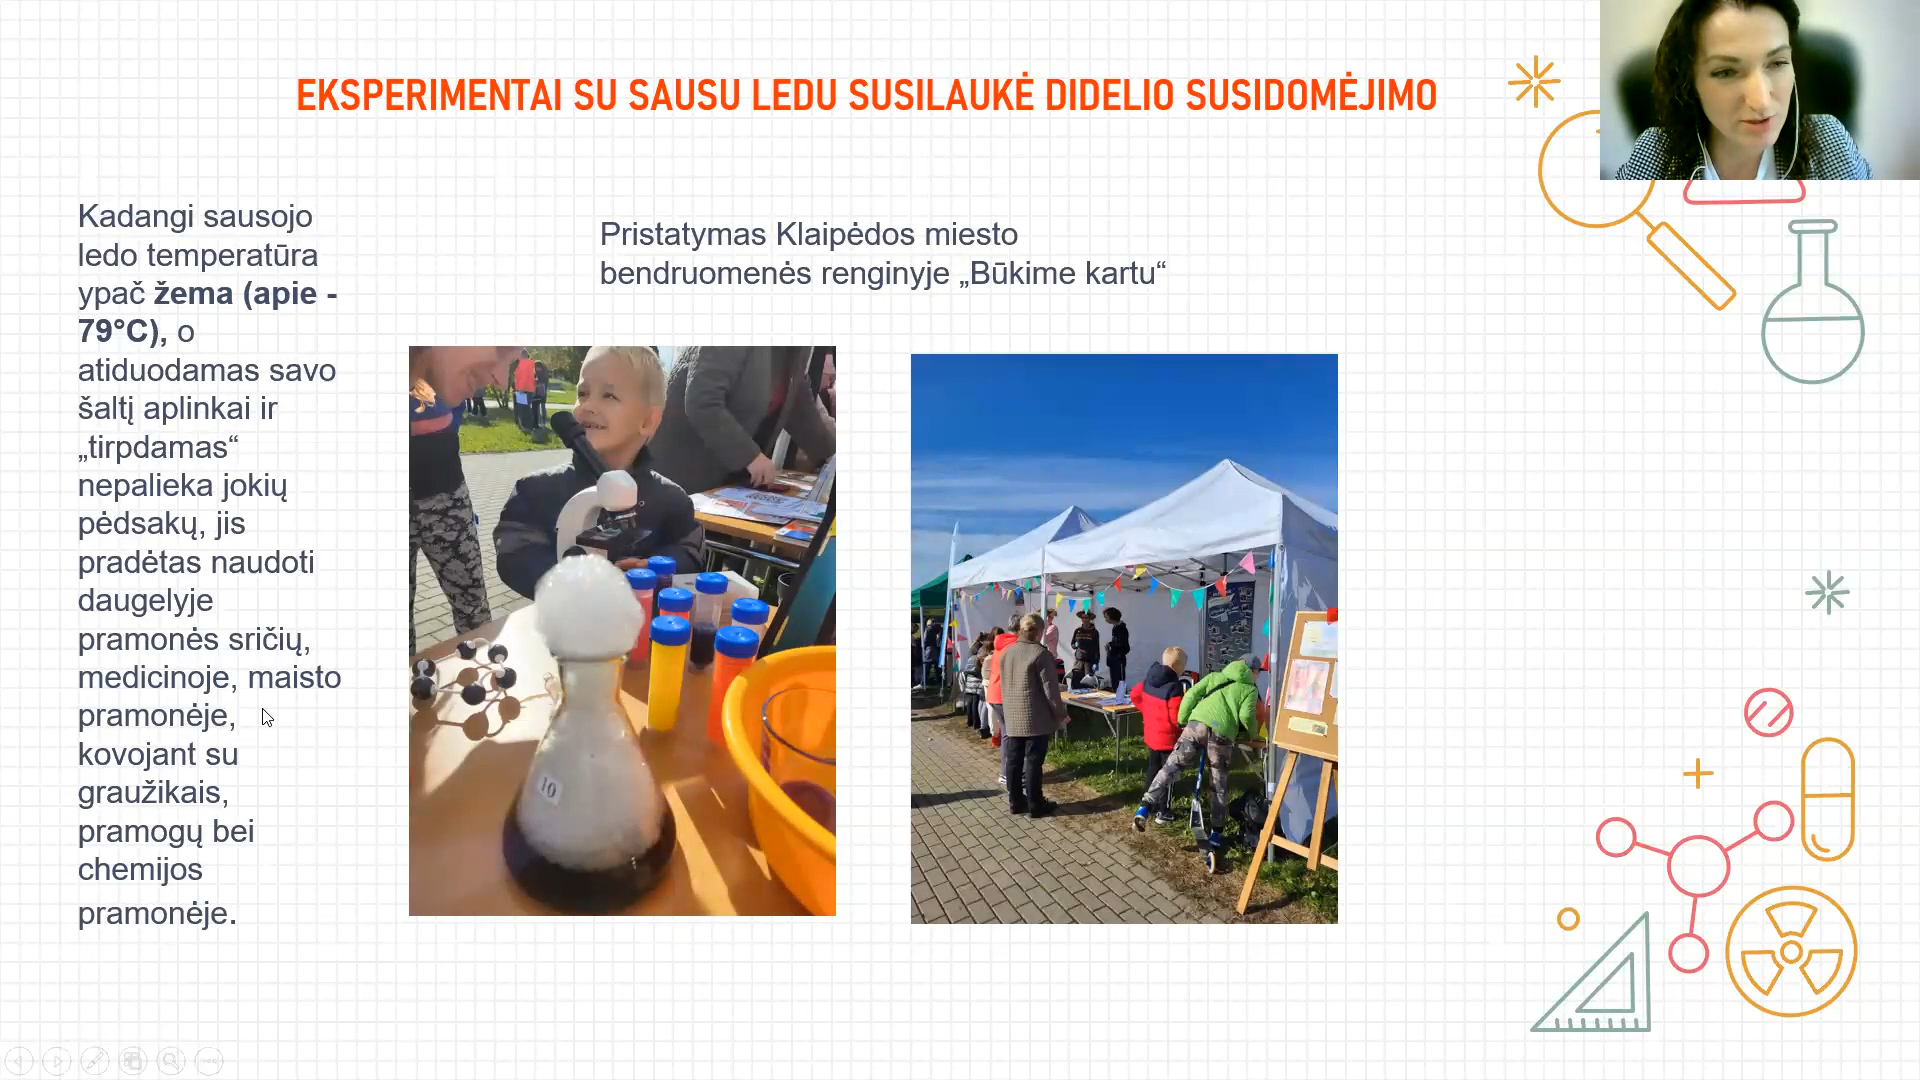 EKSPERIMENTAI SU SAUSU LEDU SUSILAUKĖ DIDELIO SUSIDOMĖJIMO
Kadangi sausojo
ledo temperatūra
ypač žema (apie -
79°C), o
atiduodamas savo
šaltį aplinkai ir
„tirpdamas“
nepalieka jokių
pėdsakų, jis
pradėtas naudoti
daugelyje
pramonės sričių,
medicinoje, maisto
pramonėje,
kovojant su
graužikais,
pramogų bei
chemijos
pramonėje.
Pristatymas Klaipėdos miesto
bendruomenės renginyje „Būkime kartu“
10